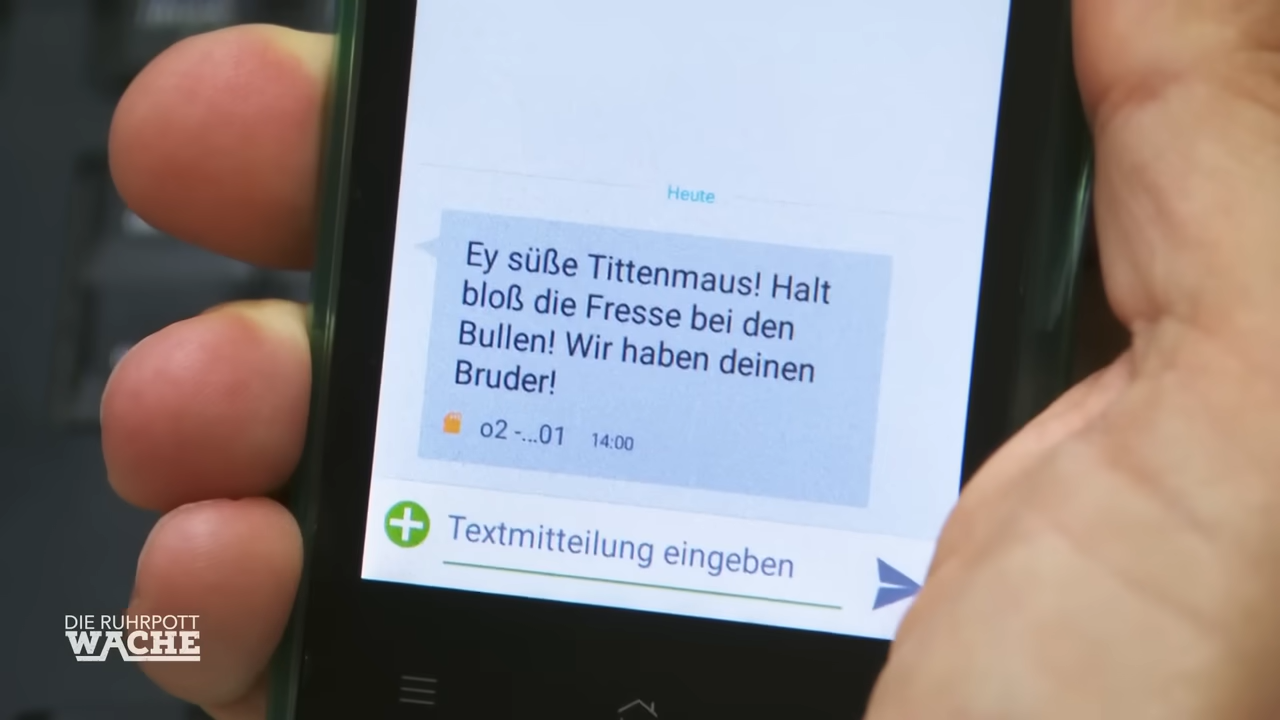 Heute
Ey süße Tittenmaus! Halt
bloß die Fresse bei den
Bullen! Wir haben deinen
Bruder!
o2 -...01 14:00
Textmitteilung eingeben
DIE RUHRPOTT
WACHE